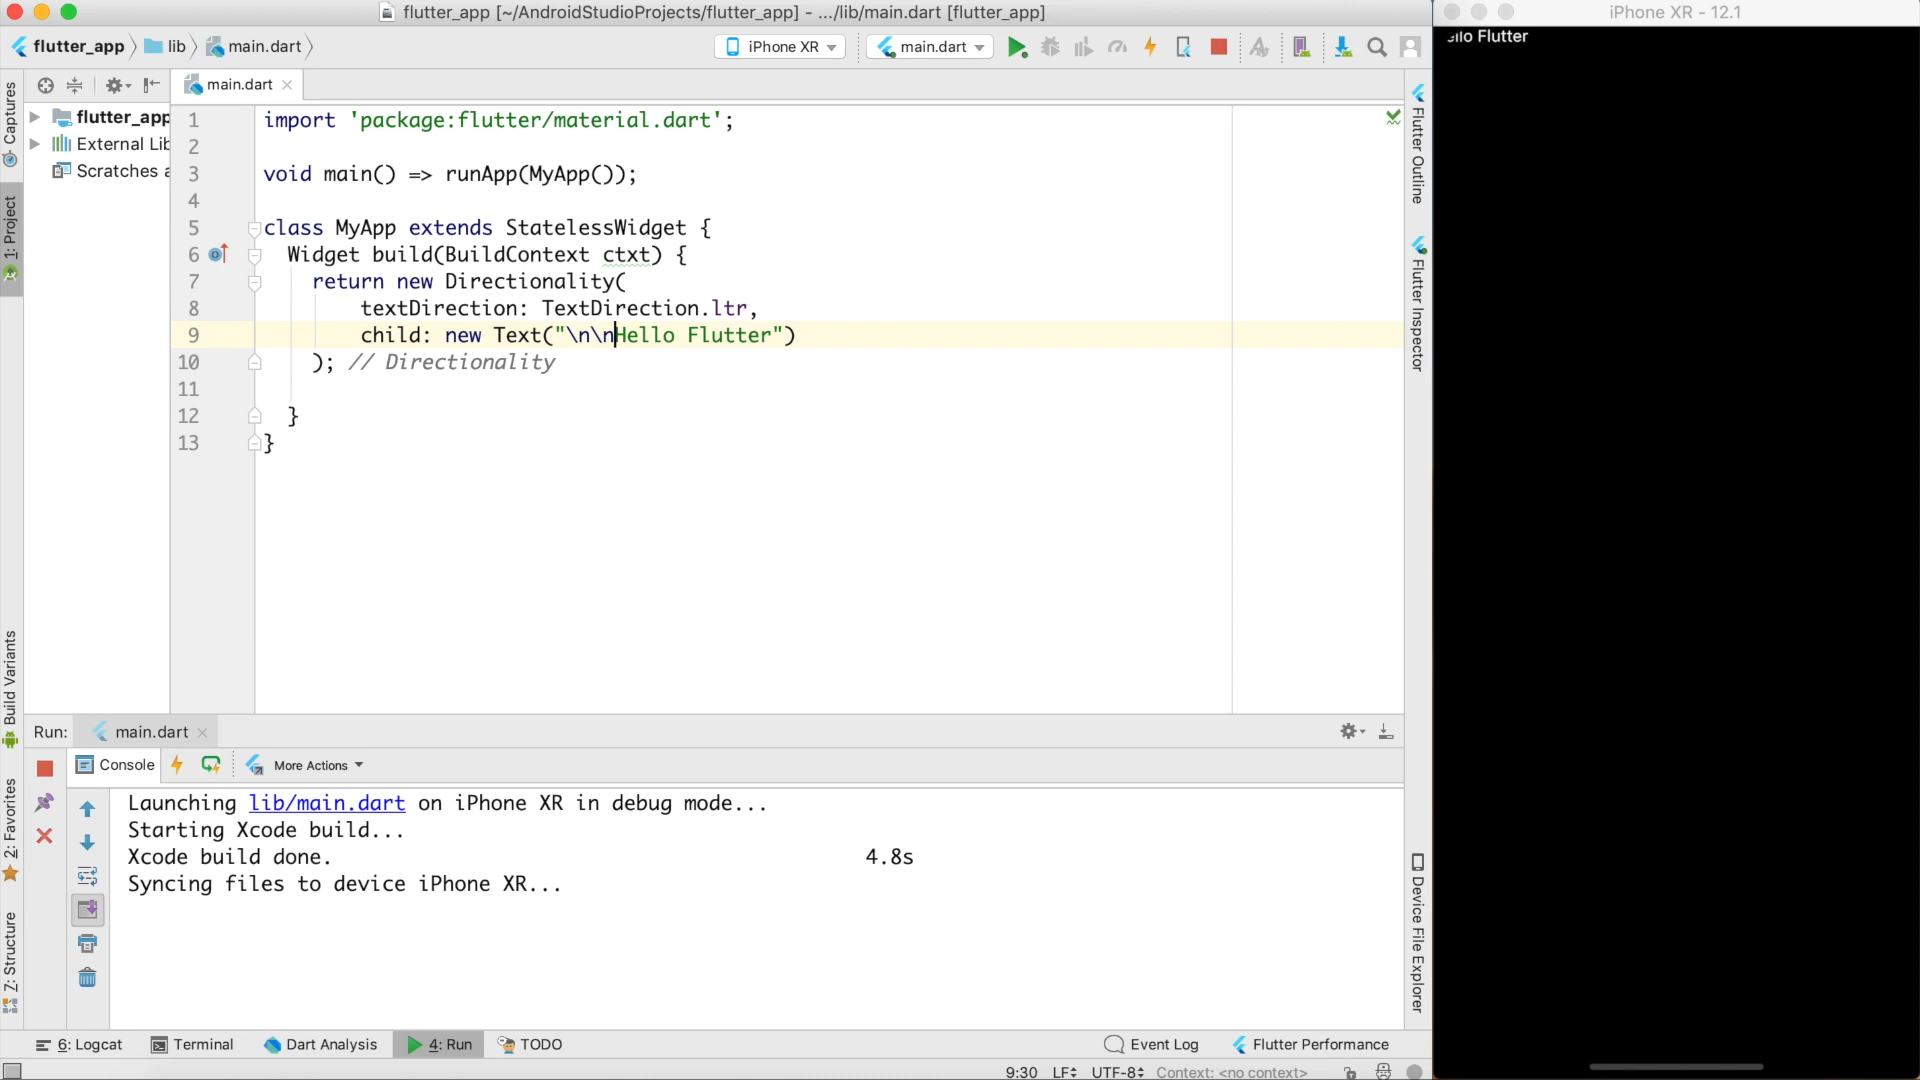 flutter_app [~/AndroidStudioProjects/flutter_app] - .../lib/main.dart [flutter_app]
iPhone XR - 12.1
flutter_app lib main.dart
iPhone XR main.dart
llo Flutter
main.dart
Captures
1: Project
Build Variants
2: Favorites
Z: Structure
flutter_app
External Lib
Scratches a
1 import 'package:flutter/material.dart';
2
3 void main() => runApp(MyApp());
4
5 class MyApp extends StatelessWidget {
6 Widget build(BuildContext ctxt) {
7 return new Directionality(
8 textDirection: TextDirection.ltr,
9 child: new Text("\n\nHello Flutter")
10 ); // Directionality
11
12 }
13 }
Flutter Outline
Flutter Inspector
Device File Explorer
Run: main.dart
Console More Actions
Launching lib/main.dart on iPhone XR in debug mode...
Starting Xcode build...
Xcode build done. 4.8s
Syncing files to device iPhone XR...
6: Logcat Terminal Dart Analysis 4: Run TODO Event Log Flutter Performance
9:30 LF UTF-8 Context: <no context>